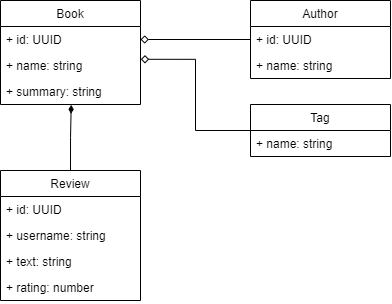 Book
+ id: UUID
+ name: string
+ summary: string
Author
+ id: UUID
+ name: string
Tag
+ name: string
Review
+ id: UUID
+ username: string
+ text: string
+ rating: number